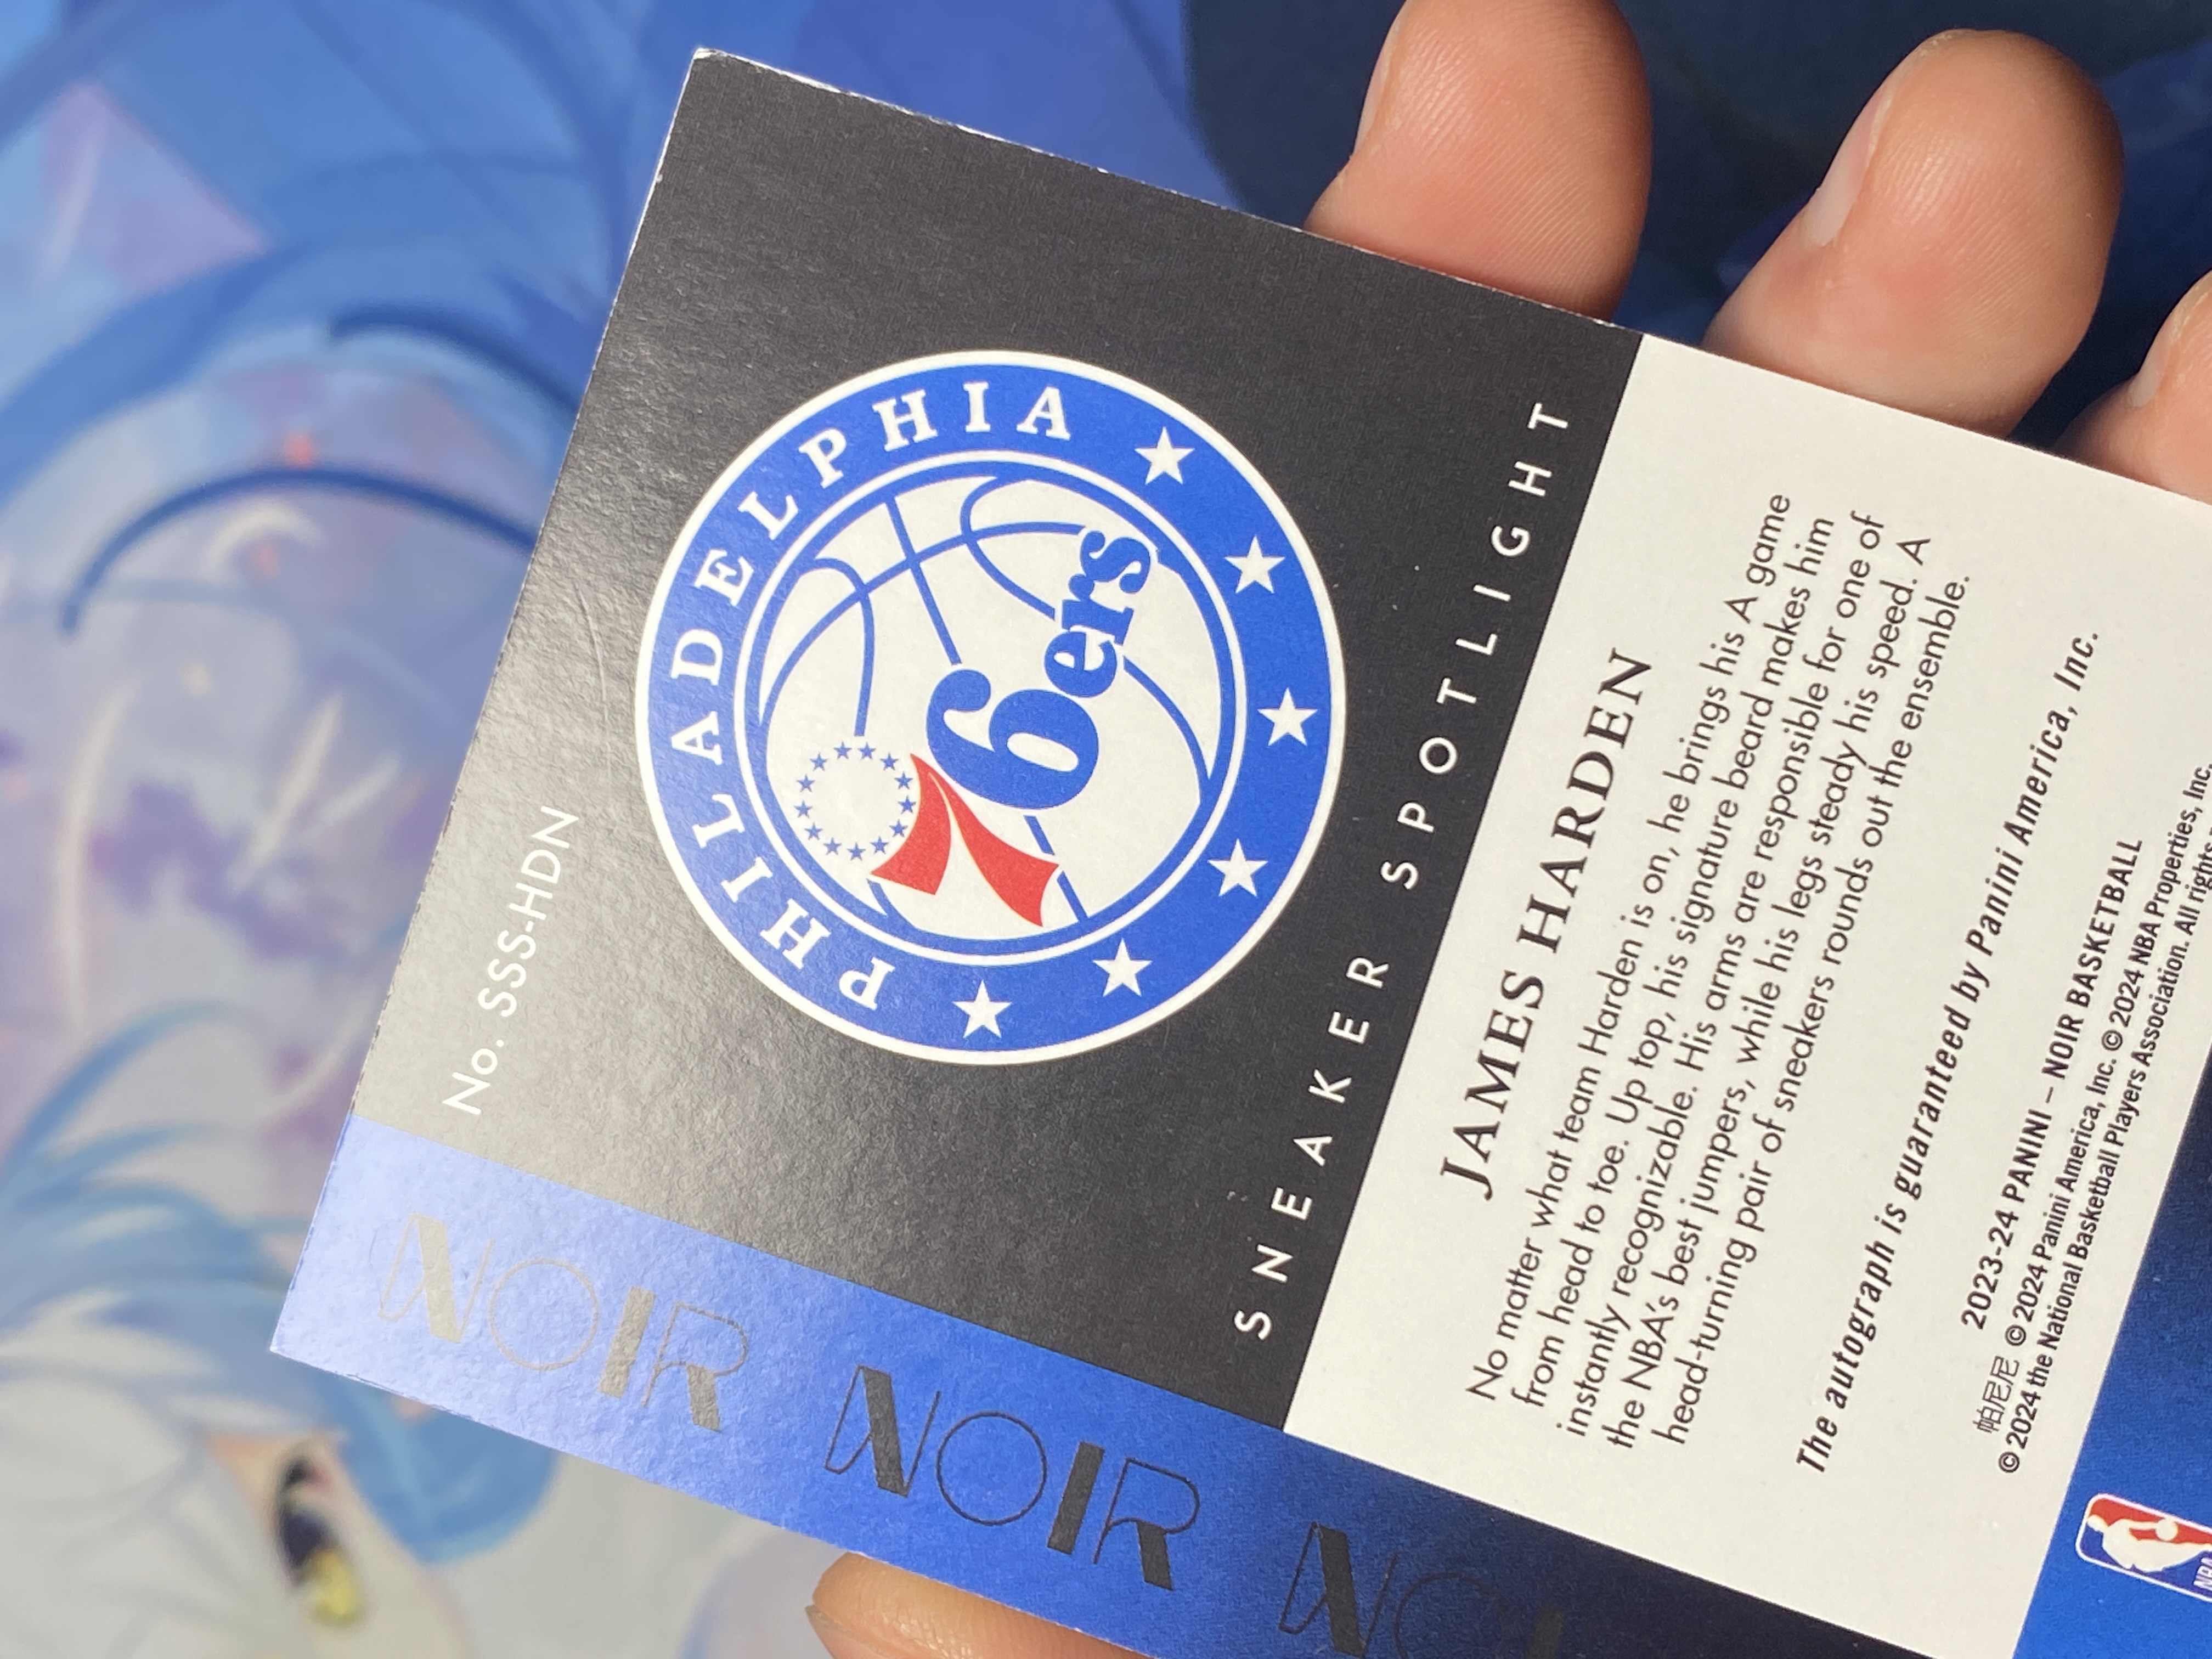 No. SSS-HDN
PHILADELPHIA
76ers
SNEAKER SPOTLIGHT
JAMES HARDEN
No matter what team Harden is on, he brings his A game
from head to toe. Up top, his signature beard makes him
instantly recognizable. His arms are responsible for one of
the NBA's best jumpers, while his legs steady his speed. A
head-turning pair of sneakers rounds out the ensemble.
The autograph is guaranteed by Panini America, Inc.
2023-24 PANINI – NOIR BASKETBALL
帕尼尼 © 2024 Panini America, Inc. © 2024 NBA Properties, Inc.
© 2024 the National Basketball Players Association. All rights
NOIR NOIR NOI
NBA